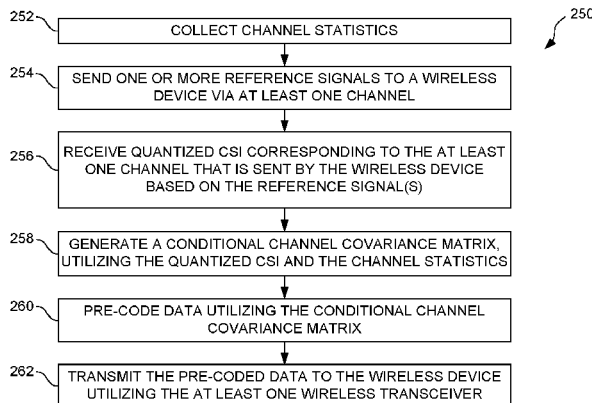 250
252
COLLECT CHANNEL STATISTICS
254
SEND ONE OR MORE REFERENCE SIGNALS TO A WIRELESS
DEVICE VIA AT LEAST ONE CHANNEL
256
RECEIVE QUANTIZED CSI CORRESPONDING TO THE AT LEAST
ONE CHANNEL THAT IS SENT BY THE WIRELESS DEVICE
BASED ON THE REFERENCE SIGNAL(S)
258
GENERATE A CONDITIONAL CHANNEL COVARIANCE MATRIX,
UTILIZING THE QUANTIZED CSI AND THE CHANNEL STATISTICS
260
PRE-CODE DATA UTILIZING THE CONDITIONAL CHANNEL
COVARIANCE MATRIX
262
TRANSMIT THE PRE-CODED DATA TO THE WIRELESS DEVICE
UTILIZING THE AT LEAST ONE WIRELESS TRANSCEIVER